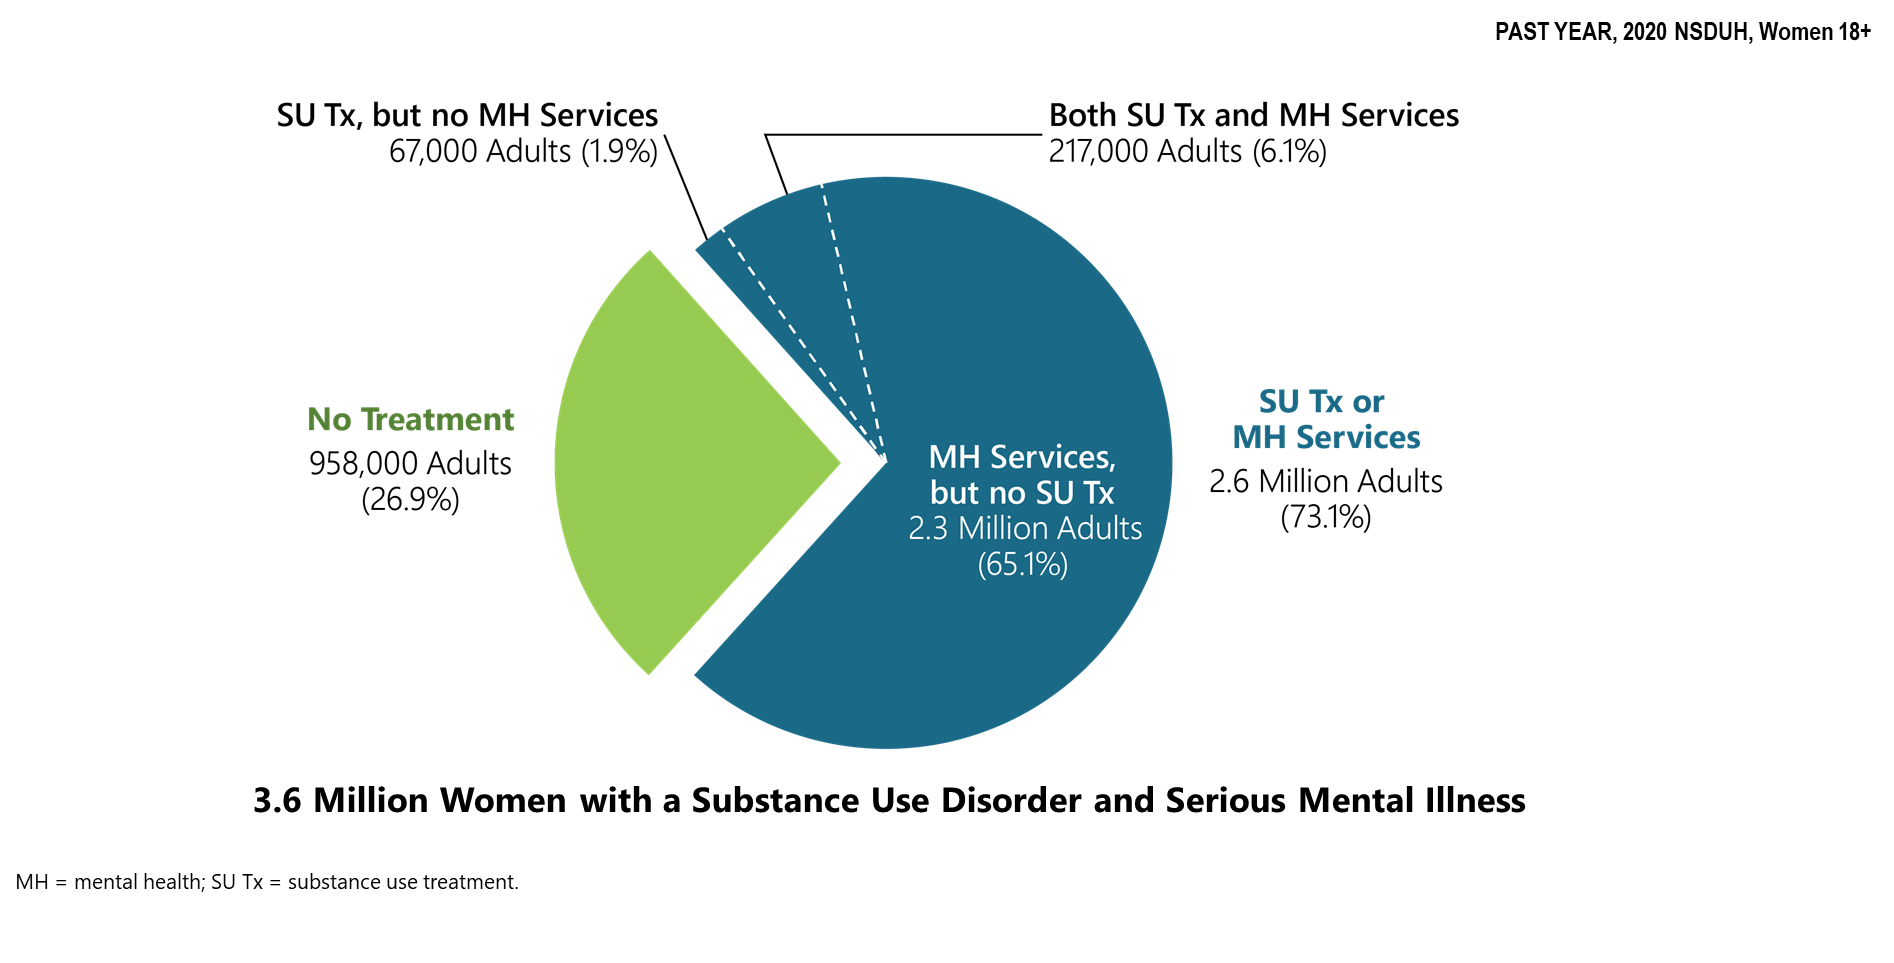 PAST YEAR, 2020 NSDUH, Women 18+
SU Tx, but no MH Services
67,000 Adults (1.9%)
Both SU Tx and MH Services
217,000 Adults (6.1%)
No Treatment
958,000 Adults
(26.9%)
MH Services,
but no SU Tx
2.3 Million Adults
(65.1%)
SU Tx or
MH Services
2.6 Million Adults
(73.1%)
3.6 Million Women with a Substance Use Disorder and Serious Mental Illness
MH = mental health; SU Tx = substance use treatment.